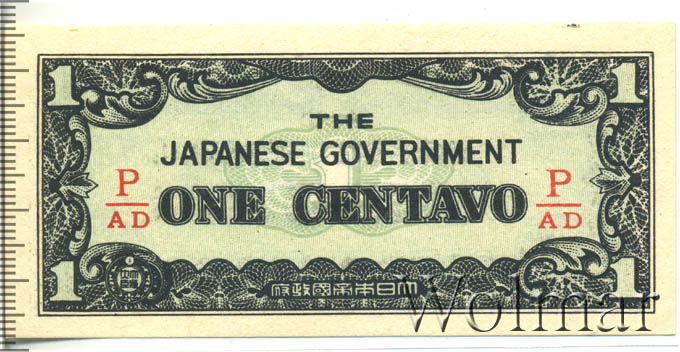 1 1
THE
JAPANESE GOVERNMENT
P P
AD AD
ONE CENTAVO
1 1
大日本帝國政府
Wolmar